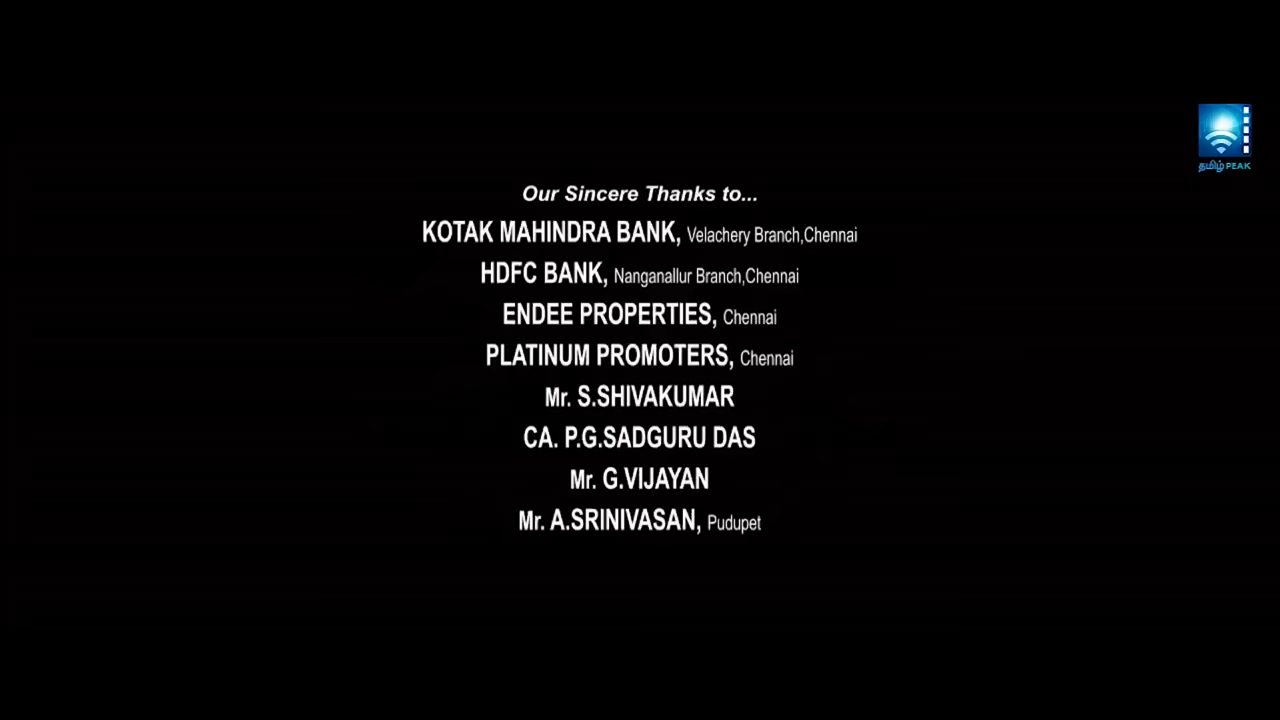 தமிழ் PEAK
Our Sincere Thanks to...
KOTAK MAHINDRA BANK, Velachery Branch,Chennai
HDFC BANK, Nanganallur Branch,Chennai
ENDEE PROPERTIES, Chennai
PLATINUM PROMOTERS, Chennai
Mr. S.SHIVAKUMAR
CA. P.G.SADGURU DAS
Mr. G.VIJAYAN
Mr. A.SRINIVASAN, Pudupet